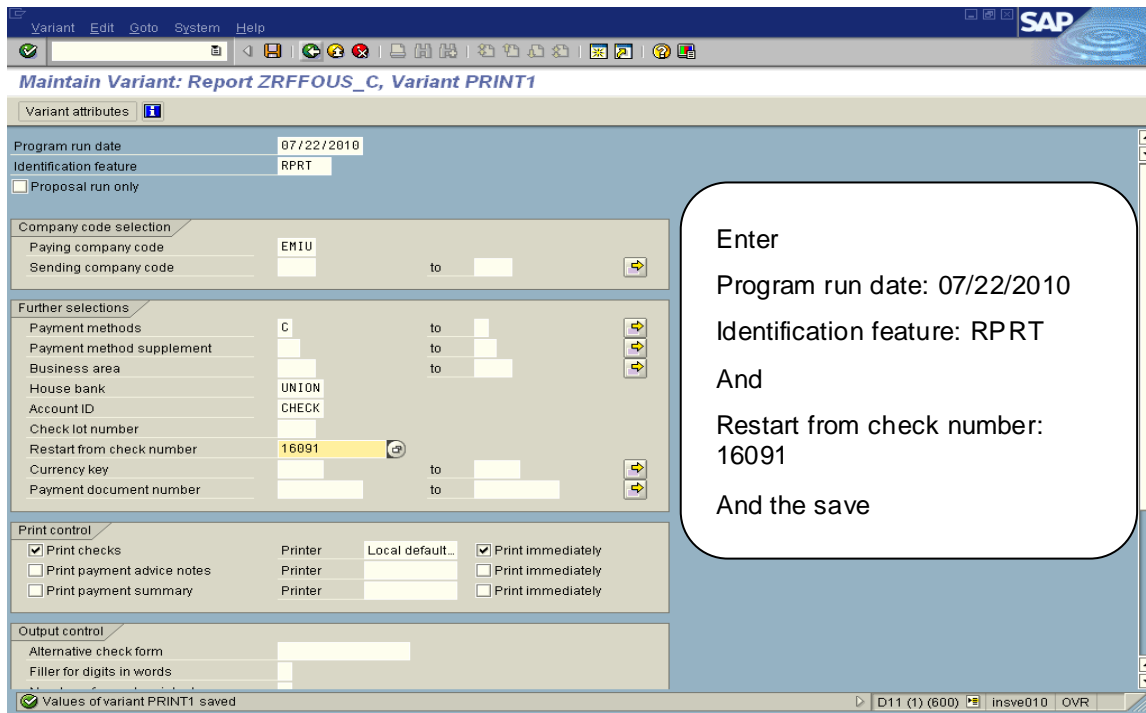 Variant Edit Goto System Help
SAP
Maintain Variant: Report ZRFFOUS_C, Variant PRINT1
Variant attributes
Program run date 07/22/2010
Identification feature RPRT
Proposal run only
Company code selection
Paying company code EMIU
Sending company code to
Further selections
Payment methods C to
Payment method supplement to
Business area to
House bank UNION
Account ID CHECK
Check lot number
Restart from check number 16091
Currency key to
Payment document number to
Print control
Print checks Printer Local default... Print immediately
Print payment advice notes Printer Print immediately
Print payment summary Printer Print immediately
Output control
Alternative check form
Filler for digits in words
Values of variant PRINT1 saved
D11 (1) (600) insve010 OVR
Enter
Program run date: 07/22/2010
Identification feature: RPRT
And
Restart from check number:
16091
And the save